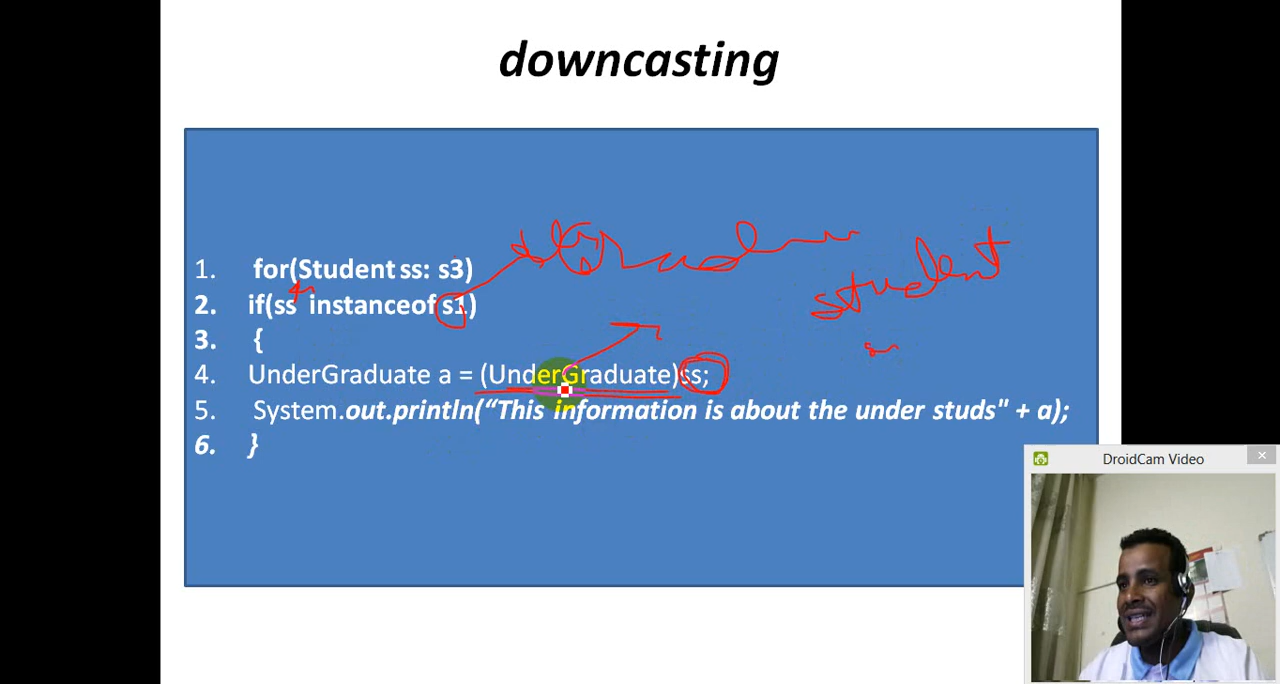 downcasting
1. for(Student ss: s3)
2. if(ss instanceof s1)
3. {
4. UnderGraduate a = (UnderGraduate)ss;
5. System.out.println(“This information is about the under studs" + a);
6. }
student
DroidCam Video